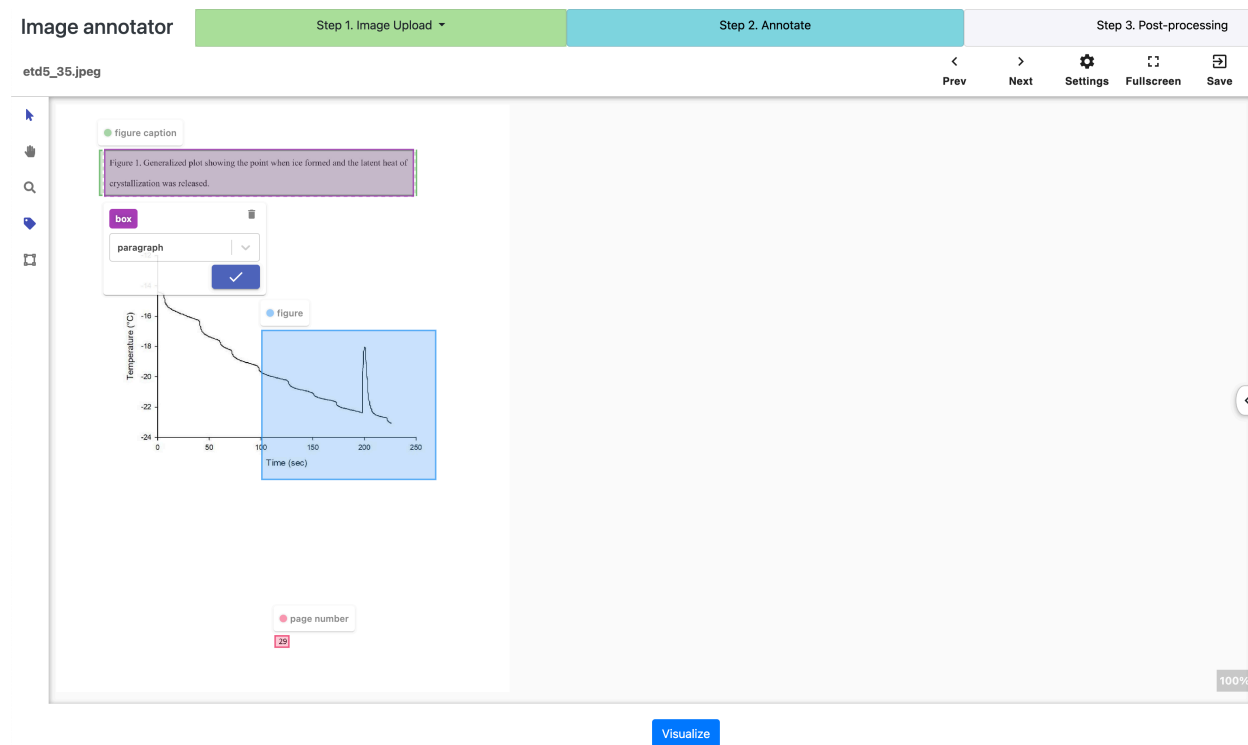 Image annotator
Step 1. Image Upload
Step 2. Annotate
Step 3. Post-processing
etd5_35.jpeg
Prev
Next
Settings
Fullscreen
Save
figure caption
Figure 1. Generalized plot showing the point when ice formed and the latent heat of
crystallization was released.
box
paragraph
-14
figure
-16
-18
-20
-22
-24
Temperature (°C)
0 50 100 150 200 250
Time (sec)
page number
29
100%
Visualize